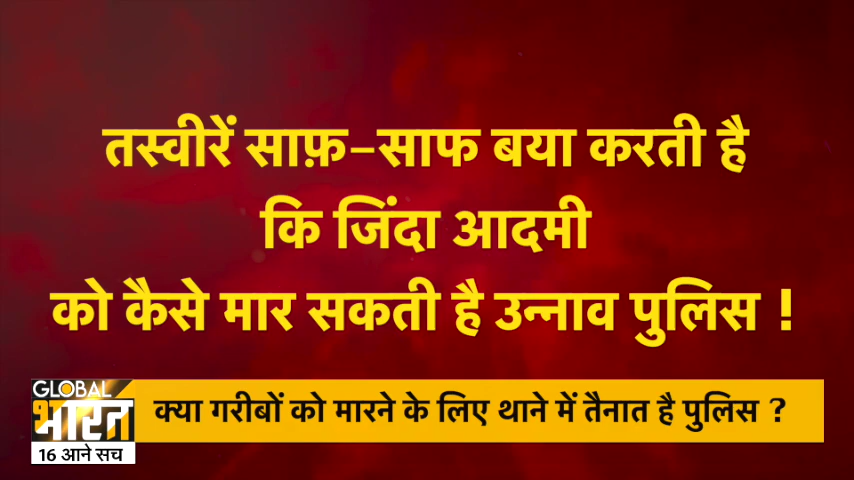 तस्वीरें साफ़-साफ बया करती है
कि जिंदा आदमी
को कैसे मार सकती है उन्नाव पुलिस !
GLOBAL
भारत
16 आने सच
क्या गरीबों को मारने के लिए थाने में तैनात है पुलिस ?